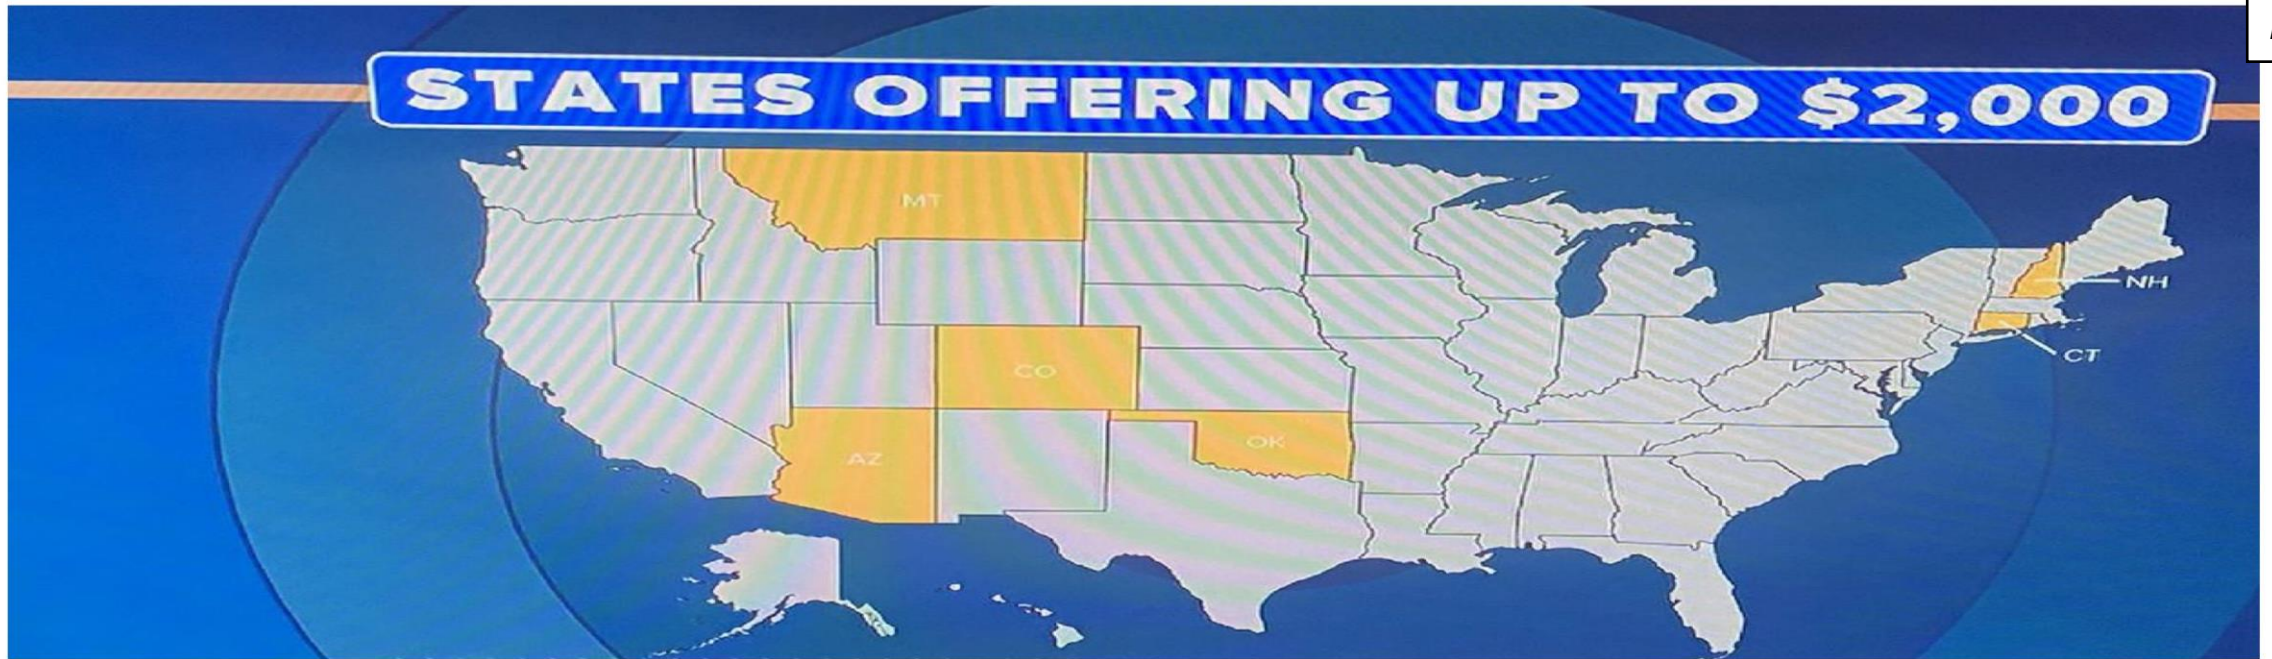 STATES OFFERING UP TO $2,000
MT
NH
CT
CO
OK
AZ